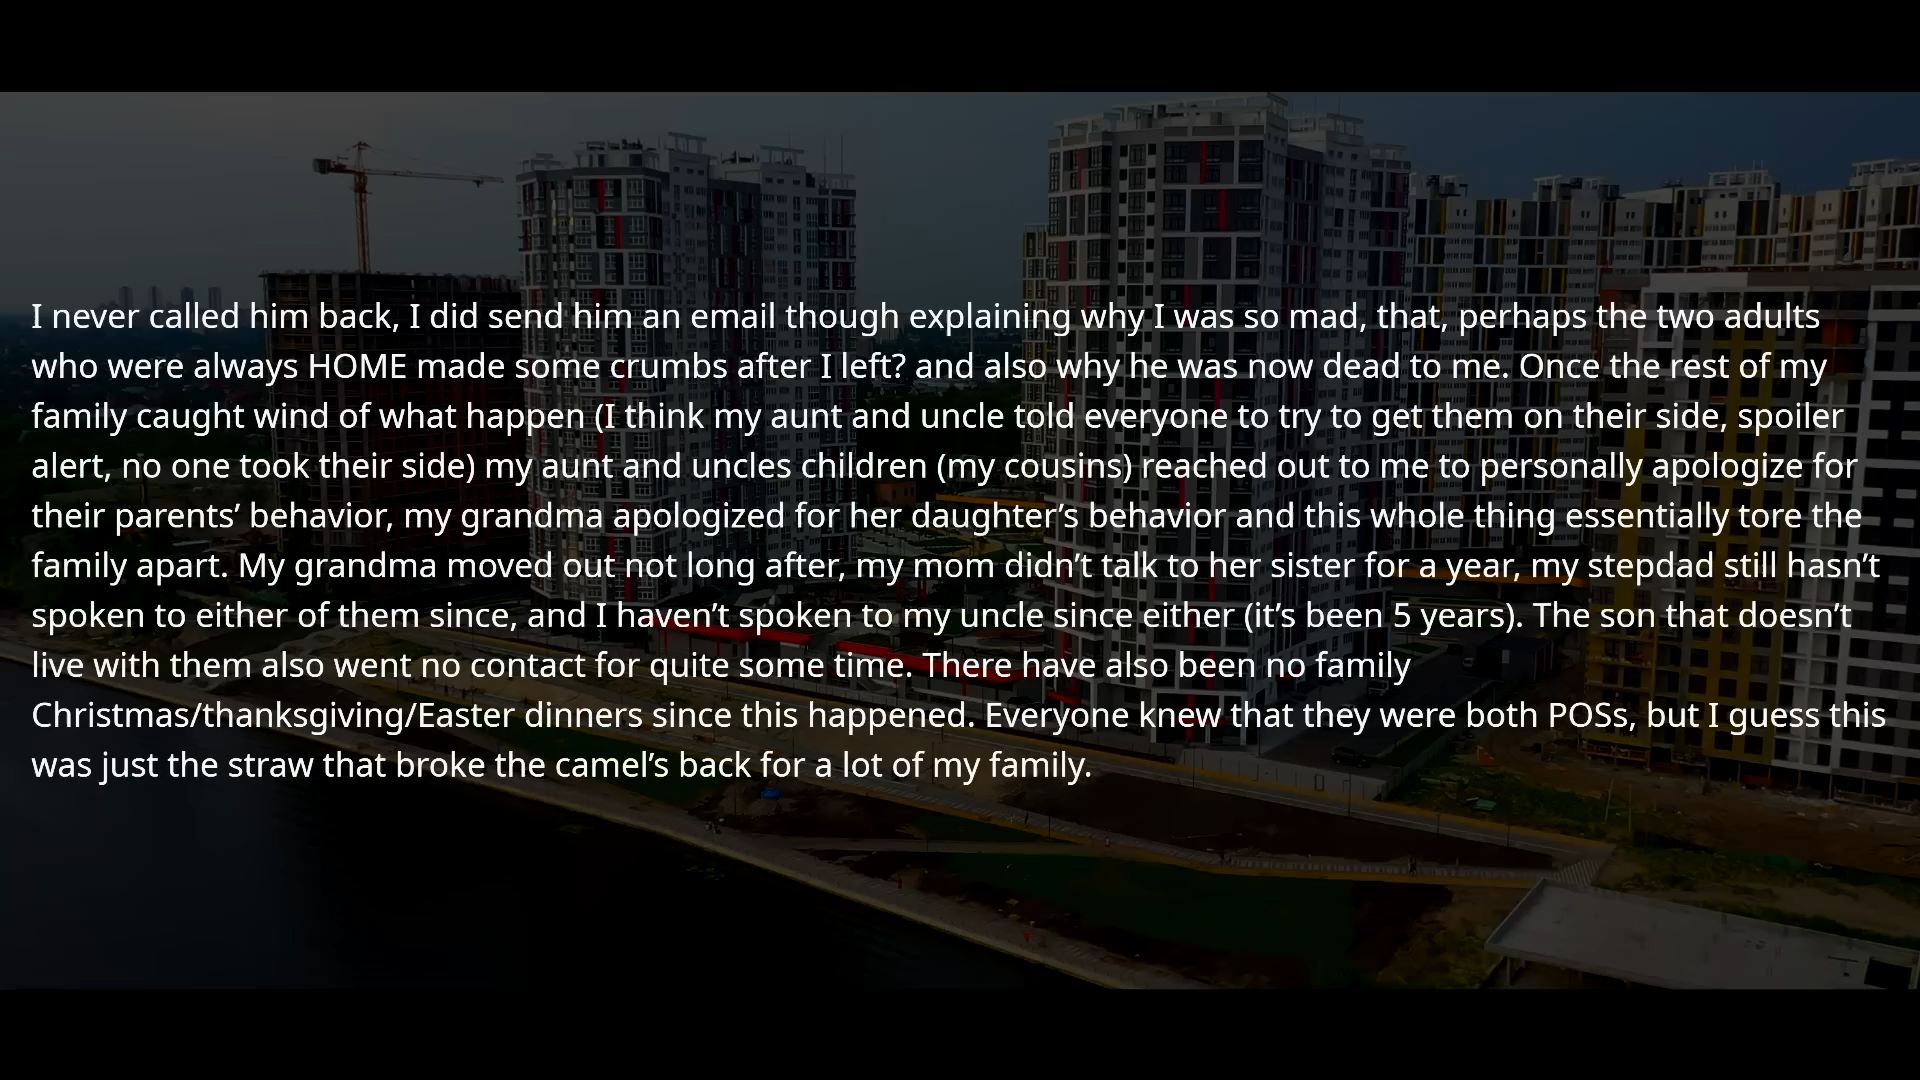 I never called him back, I did send him an email though explaining why I was so mad, that, perhaps the two adults
who were always HOME made some crumbs after I left? and also why he was now dead to me. Once the rest of my
family caught wind of what happen (I think my aunt and uncle told everyone to try to get them on their side, spoiler
alert, no one took their side) my aunt and uncles children (my cousins) reached out to me to personally apologize for
their parents’ behavior, my grandma apologized for her daughter’s behavior and this whole thing essentially tore the
family apart. My grandma moved out not long after, my mom didn’t talk to her sister for a year, my stepdad still hasn’t
spoken to either of them since, and I haven’t spoken to my uncle since either (it’s been 5 years). The son that doesn’t
live with them also went no contact for quite some time. There have also been no family
Christmas/thanksgiving/Easter dinners since this happened. Everyone knew that they were both POSs, but I guess this
was just the straw that broke the camel’s back for a lot of my family.